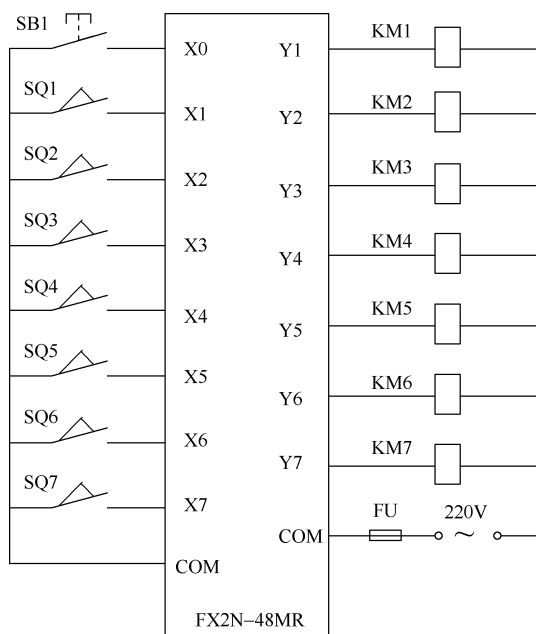 SB1
X0
Y1
KM1
SQ1
X1
Y2
KM2
SQ2
X2
Y3
KM3
SQ3
X3
Y4
KM4
SQ4
X4
Y5
KM5
SQ5
X5
Y6
KM6
SQ6
X6
Y7
KM7
SQ7
X7
COM
FU
220V
~
COM
FX2N-48MR